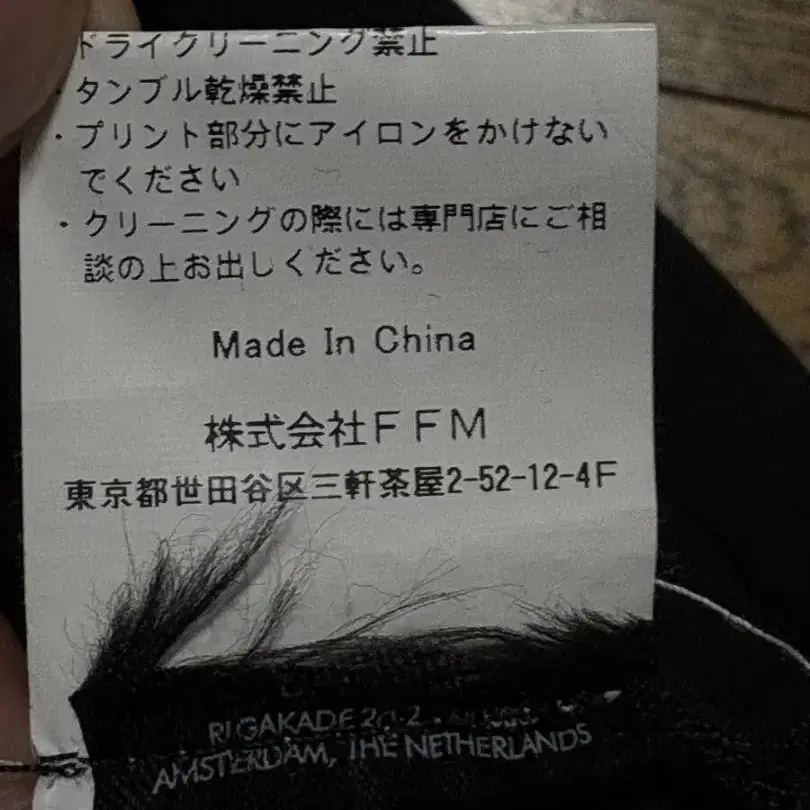 ドライクリーニング禁止
・タンブル乾燥禁止
・プリント部分にアイロンをかけない
でください
・クリーニングの際には専門店にご相
談の上お出しください。
Made In China
株式会社FFM
東京都世田谷区三軒茶屋2-52-12-4F
RIGAKADE
AMSTERDAM, THE NETHERLANDS